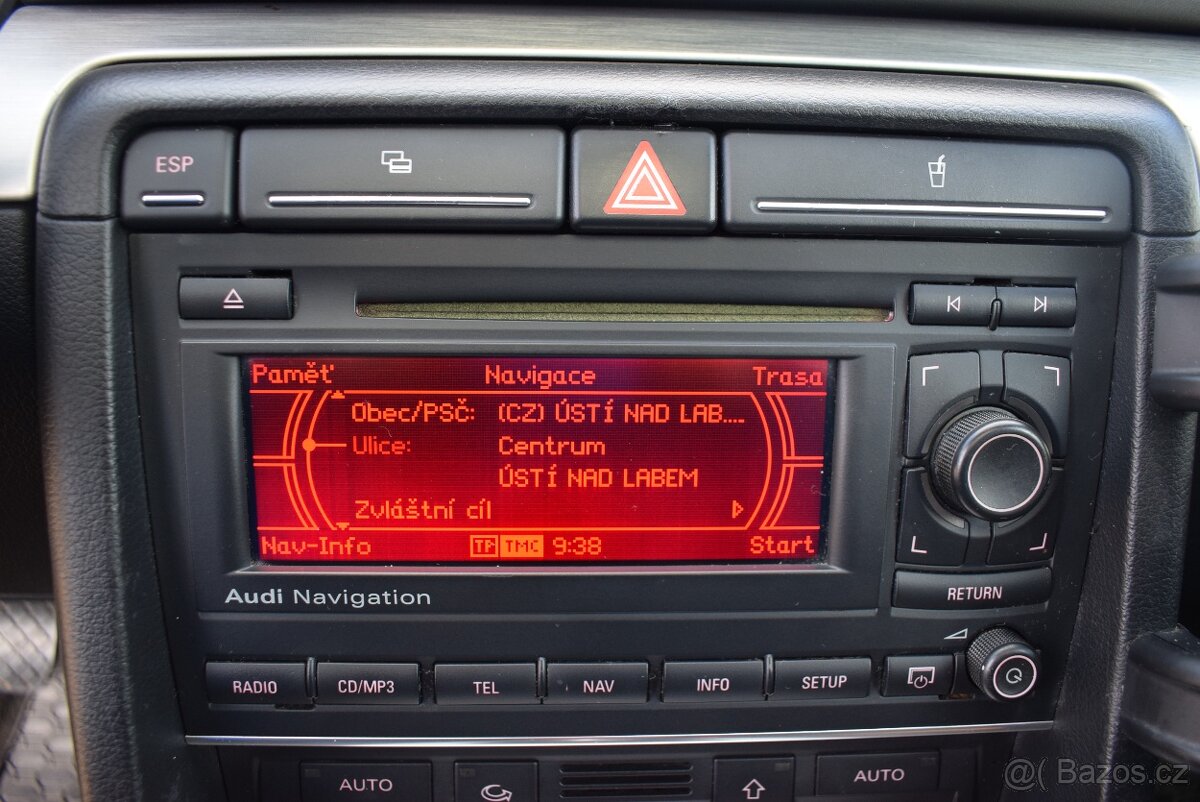 ESP
Paměť Navigace Trasa
Obec/PSČ: (CZ) ÚSTÍ NAD LAB....
Ulice: Centrum
ÚSTÍ NAD LABEM
Zvláštní cíl
Nav-Info TP TMC 9:38 Start
Audi Navigation
RETURN
RADIO CD/MP3 TEL NAV INFO SETUP
AUTO AUTO
@( Bazos.cz